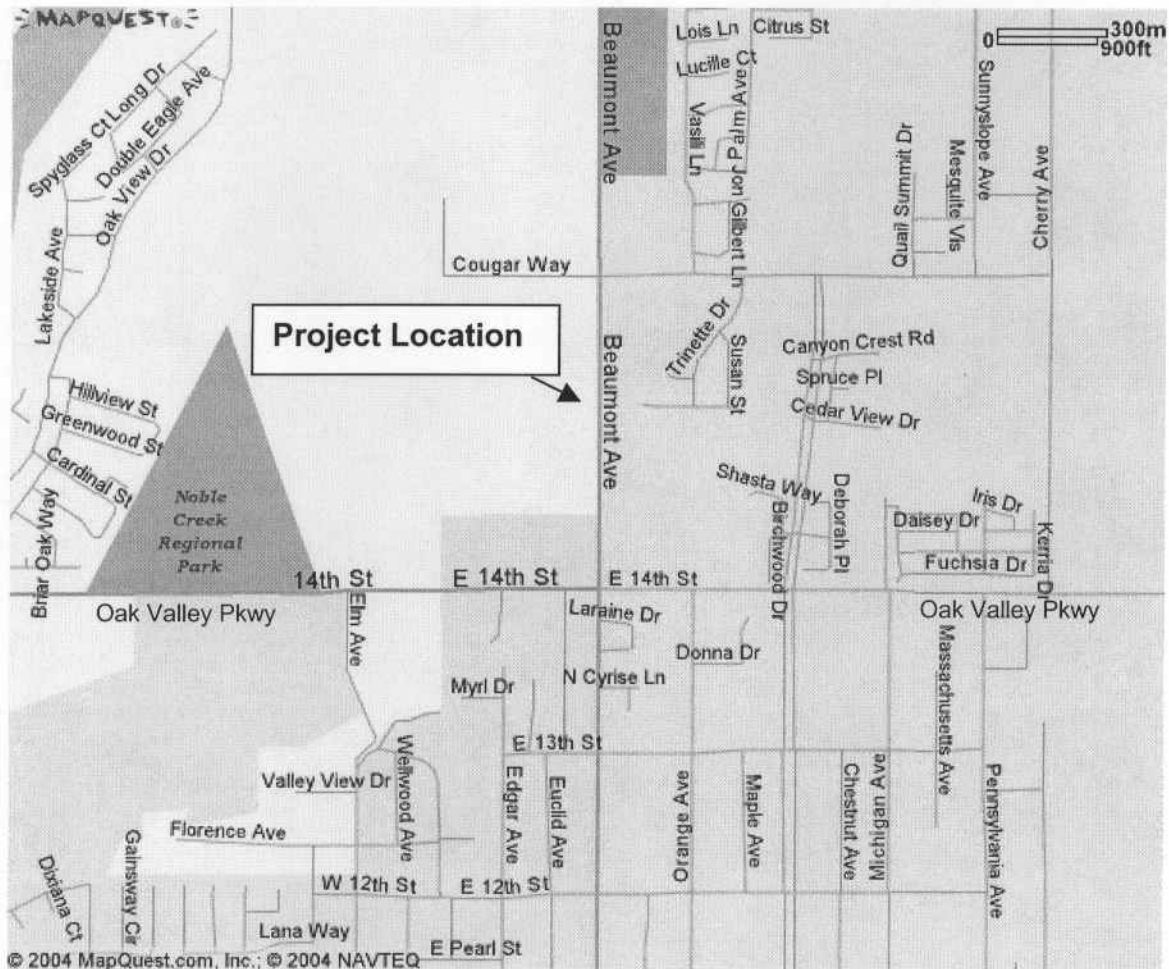 MAPQUEST®
Lois Ln
Citrus St
0
300m
900ft
Lucille Ct
Beaumont Ave
Vasili Ln
Palm Ave
Jon Gilbert Ln
Sunnyslope Ave
Spyglass Ct
Long Dr
Double Eagle Ave
Oak View Dr
Quail Summit Dr
Mesquite Vis
Cherry Ave
Lakeside Ave
Cougar Way
Project Location
Beaumont Ave
Trinette Dr
Susan St
Canyon Crest Rd
Spruce Pl
Cedar View Dr
Hillview St
Greenwood St
Cardinal St
Briar Oak Way
Noble
Creek
Regional
Park
Shasta Way
Birchwood Dr
Deborah Pl
Iris Dr
Daisey Dr
Fuchsia Dr
Kerria Dr
14th St
E 14th St
E 14th St
Oak Valley Pkwy
Oak Valley Pkwy
Elm Ave
Laraine Dr
Donna Dr
Massachusetts Ave
Myrl Dr
N Cyrise Ln
E 13th St
Valley View Dr
Wellwood Ave
Edgar Ave
Euclid Ave
Orange Ave
Maple Ave
Chestnut Ave
Michigan Ave
Pennsylvania Ave
Florence Ave
Gainsway Cir
Dixiana Ct
W 12th St
E 12th St
Lana Way
E Pearl St
© 2004 MapQuest.com, Inc.; © 2004 NAVTEQ